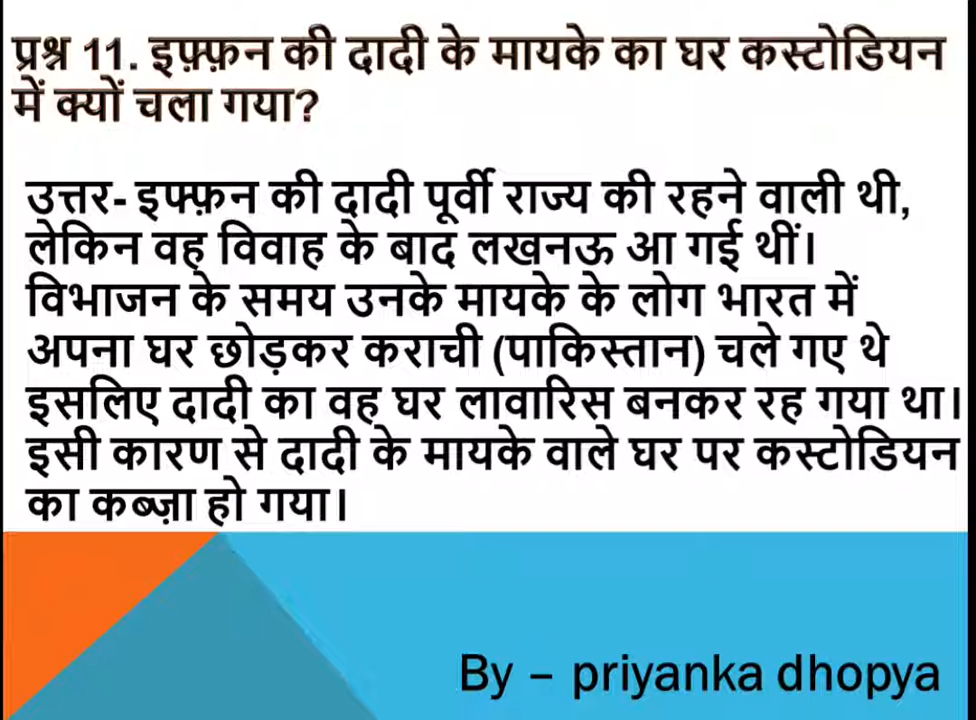 प्रश्न 11. इफ़्फ़न की दादी के मायके का घर कस्टोडियन
में क्यों चला गया?
उत्तर- इफ्फ़न की दादी पूर्वी राज्य की रहने वाली थी,
लेकिन वह विवाह के बाद लखनऊ आ गई थीं।
विभाजन के समय उनके मायके के लोग भारत में
अपना घर छोड़कर कराची (पाकिस्तान) चले गए थे
इसलिए दादी का वह घर लावारिस बनकर रह गया था।
इसी कारण से दादी के मायके वाले घर पर कस्टोडियन
का कब्ज़ा हो गया।
By – priyanka dhopya